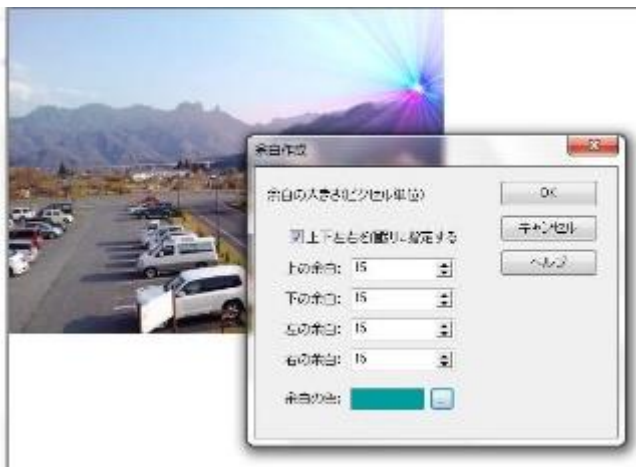 余白作成
余白の大きさ(ピクセル単位)
上下左右個別に指定する
上の余白: 15
下の余白: 15
左の余白: 15
右の余白: 15
余白の色:
...
OK
キャンセル
ヘルプ